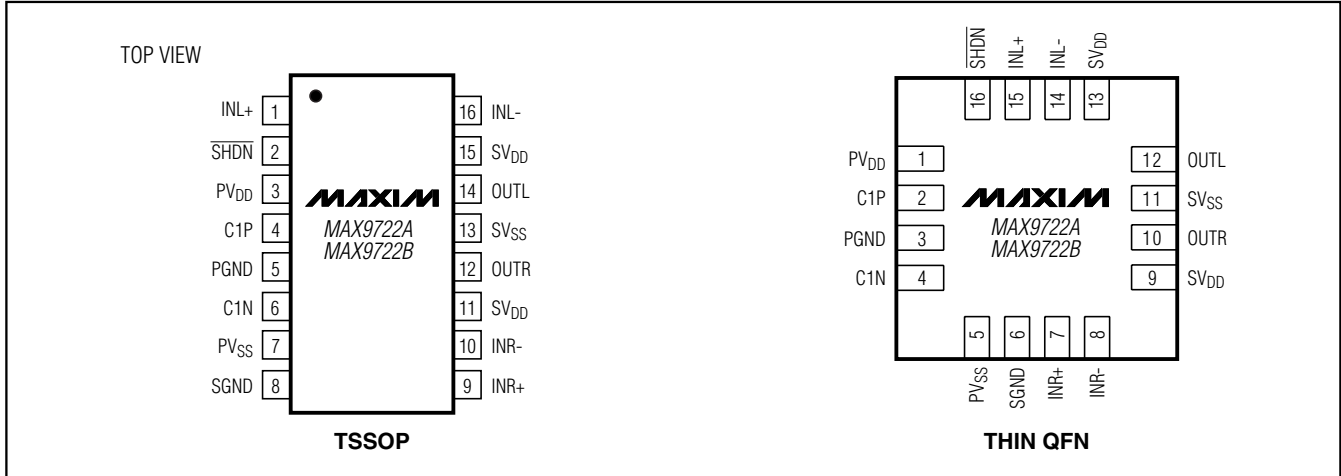 TOP VIEW
INL+ 1
SHDN 2
PVDD 3
C1P 4
PGND 5
C1N 6
PVSS 7
SGND 8
MAXIM
MAX9722A
MAX9722B
16 INL-
15 SVDD
14 OUTL
13 SVSS
12 OUTR
11 SVDD
10 INR-
9 INR+
TSSOP
SHDN INL+ INL- SVDD
16 15 14 13
PVDD 1
C1P 2
PGND 3
C1N 4
MAXIM
MAX9722A
MAX9722B
12 OUTL
11 SVSS
10 OUTR
9 SVDD
5 6 7 8
PVSS SGND INR+ INR-
THIN QFN